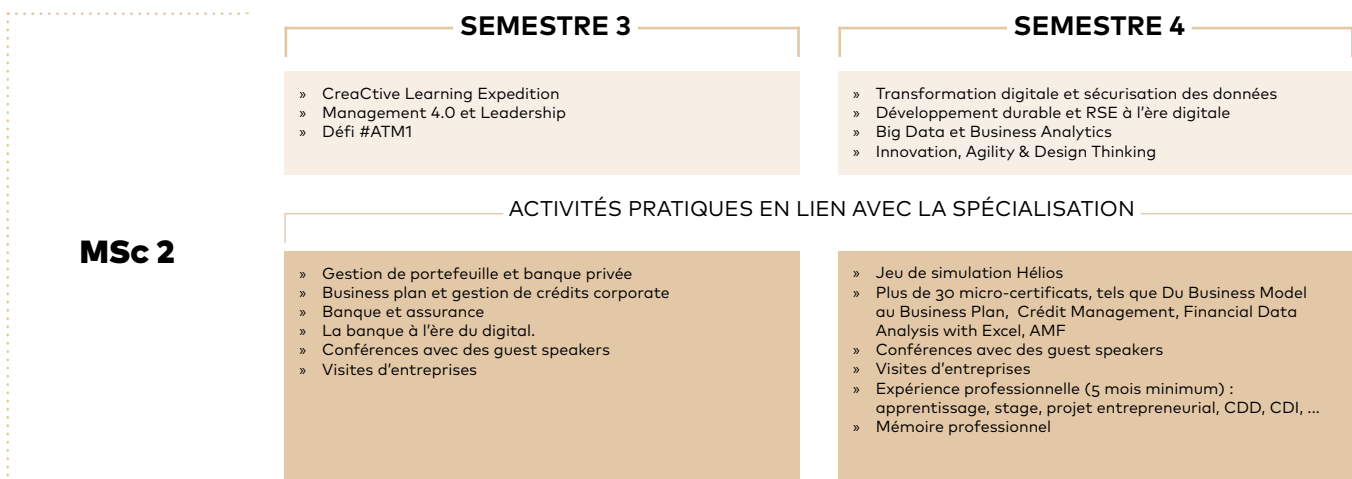 MSc 2
SEMESTRE 3
» CreaCtive Learning Expedition
» Management 4.0 et Leadership
» Défi #ATM1
SEMESTRE 4
» Transformation digitale et sécurisation des données
» Développement durable et RSE à l'ère digitale
» Big Data et Business Analytics
» Innovation, Agility & Design Thinking
ACTIVITÉS PRATIQUES EN LIEN AVEC LA SPÉCIALISATION
» Gestion de portefeuille et banque privée
» Business plan et gestion de crédits corporate
» Banque et assurance
» La banque à l'ère du digital.
» Conférences avec des guest speakers
» Visites d'entreprises
» Jeu de simulation Hélios
» Plus de 30 micro-certificats, tels que Du Business Model
au Business Plan, Crédit Management, Financial Data
Analysis with Excel, AMF
» Conférences avec des guest speakers
» Visites d'entreprises
» Expérience professionnelle (5 mois minimum) :
apprentissage, stage, projet entrepreneurial, CDD, CDI, ...
» Mémoire professionnel